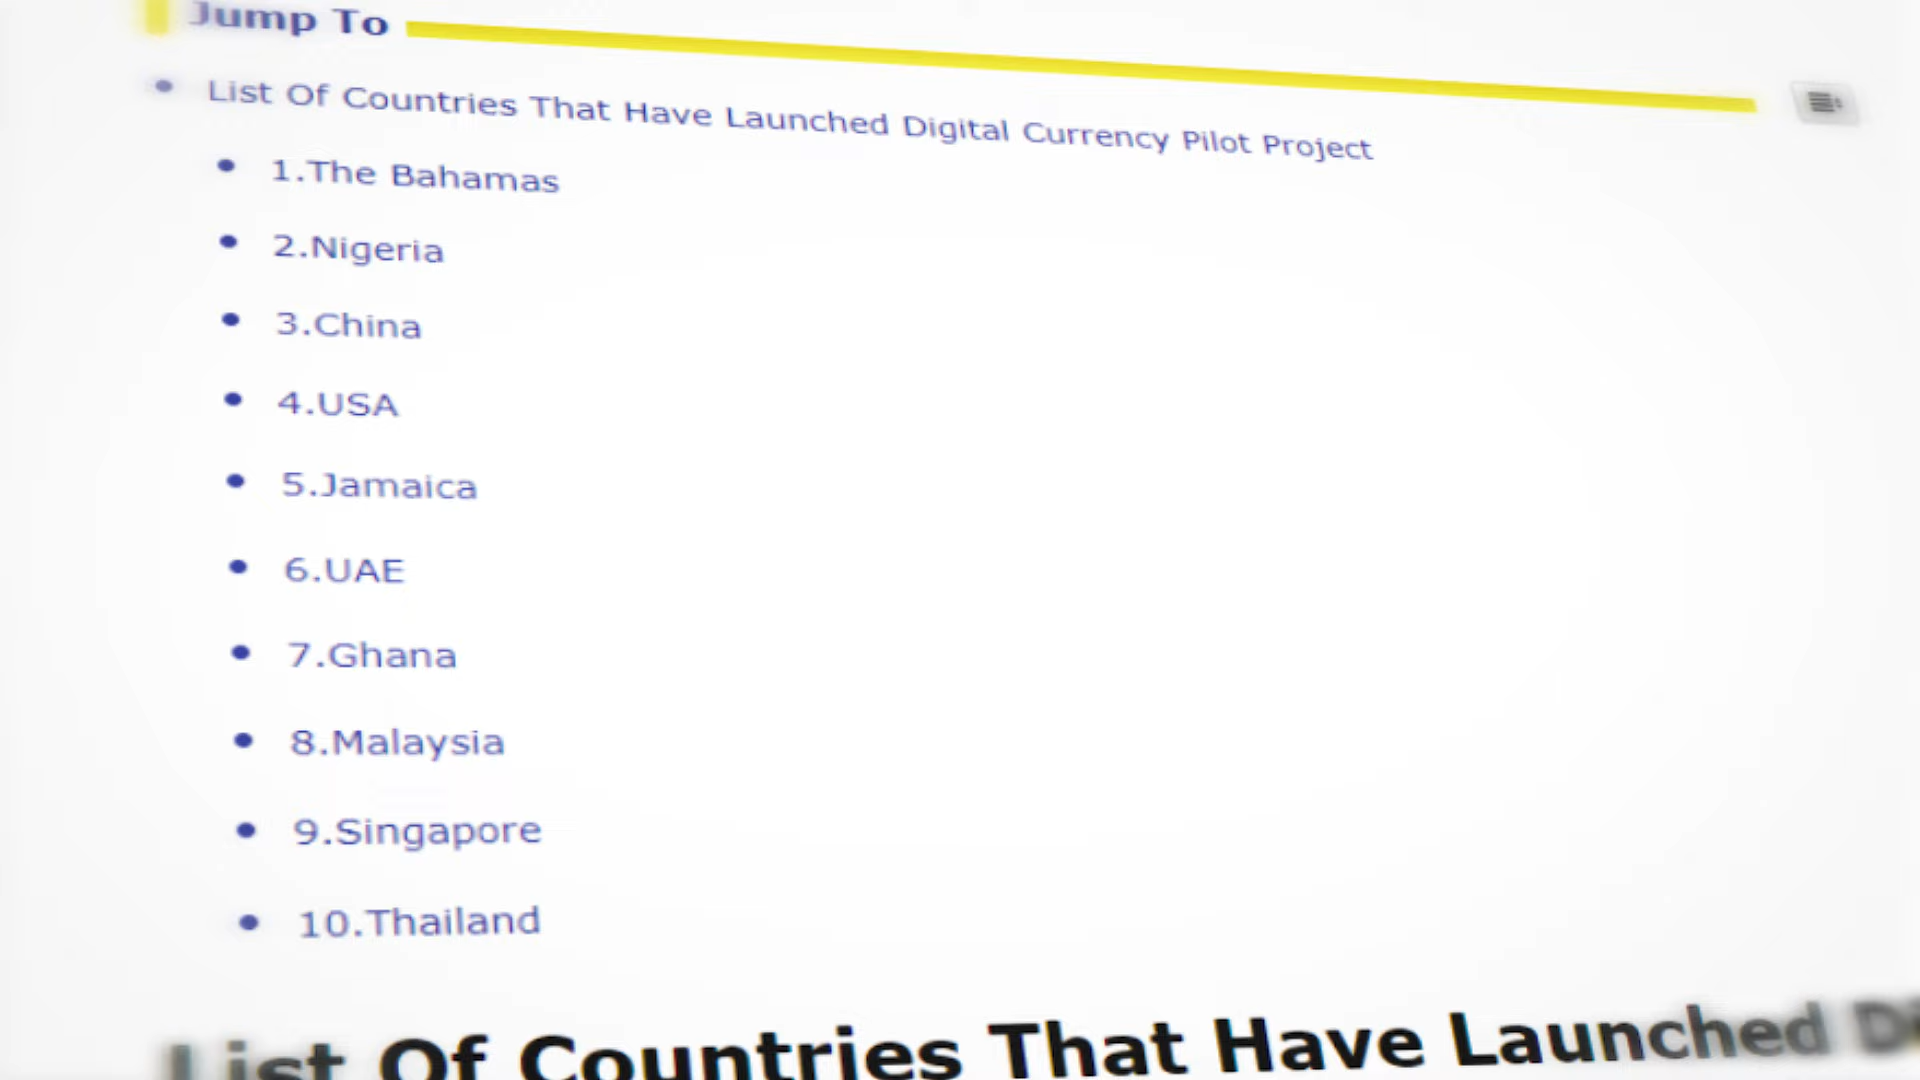 Jump To
List Of Countries That Have Launched Digital Currency Pilot Project
1.The Bahamas
2.Nigeria
3.China
4.USA
5.Jamaica
6.UAE
7.Ghana
8.Malaysia
9.Singapore
10.Thailand
List Of Countries That Have Launched